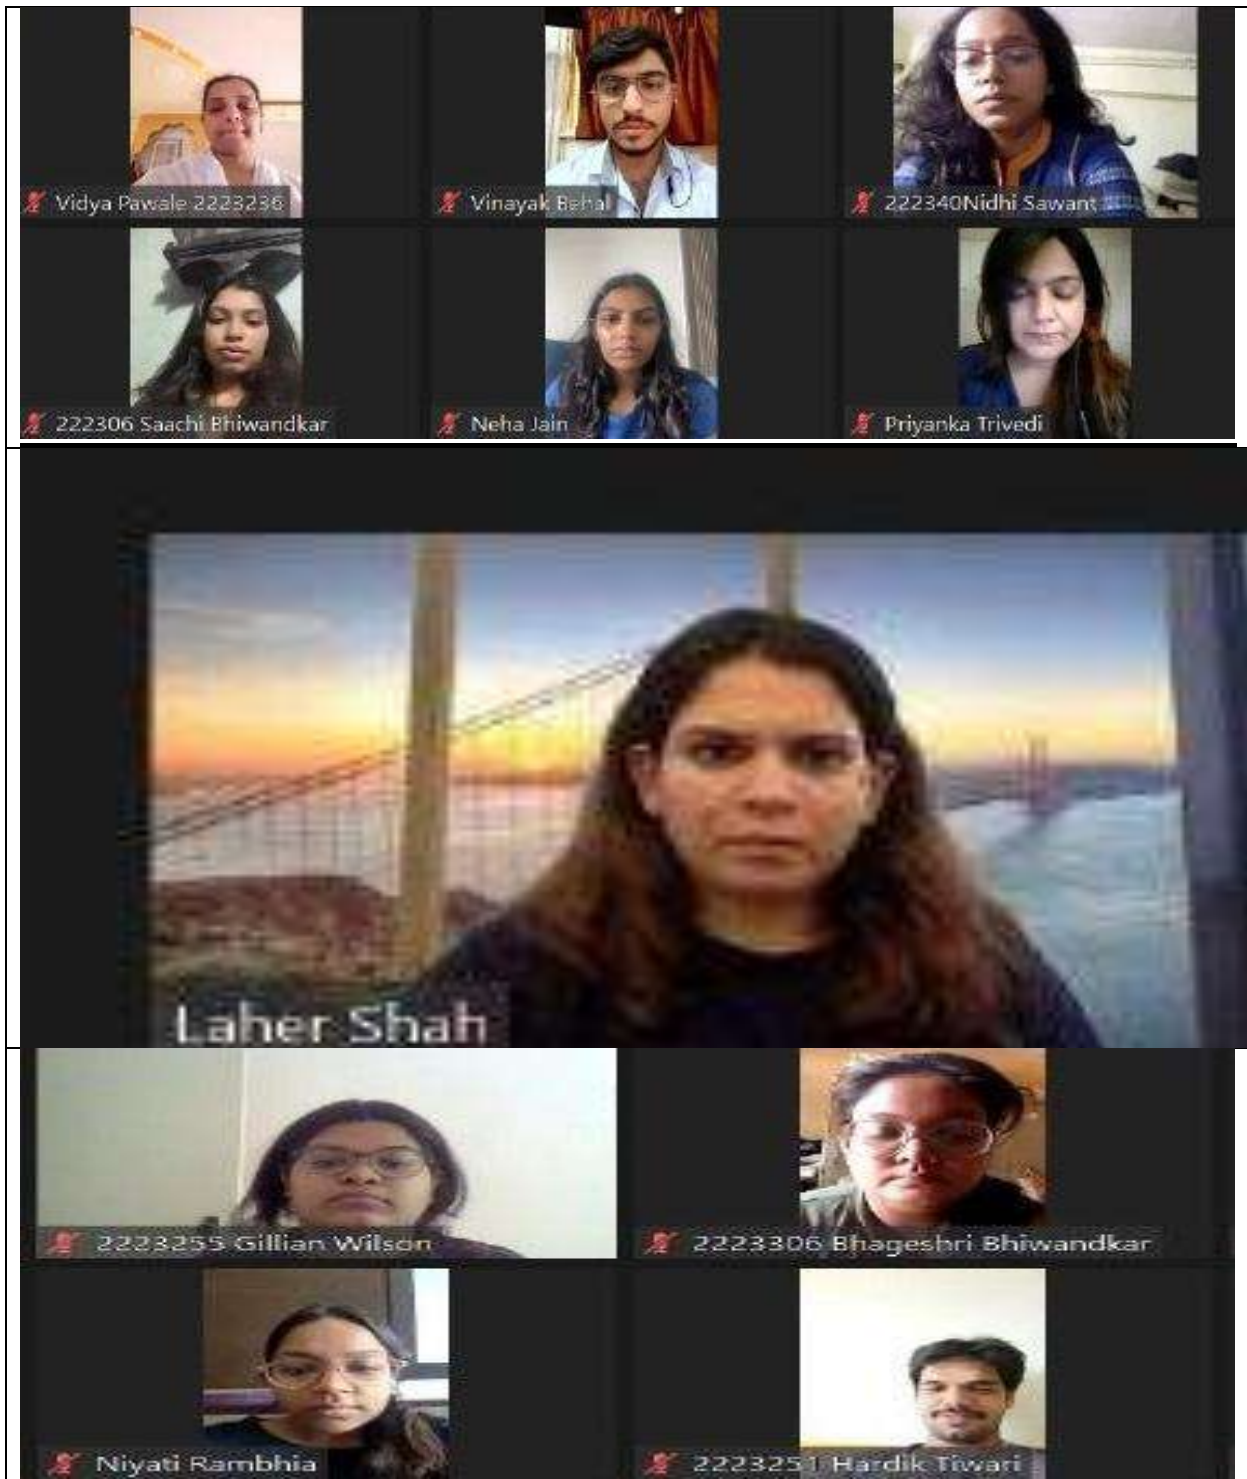 Vidya Pawale 2223236
Vinayak Behal
222340Nidhi Sawant
222306 Saachi Bhiwandkar
Neha Jain
Priyanka Trivedi
Laher Shah
2223255 Gillian Wilson
2223306 Bhageshri Bhiwandkar
Niyati Rambhia
2223251 Hardik Tiwari